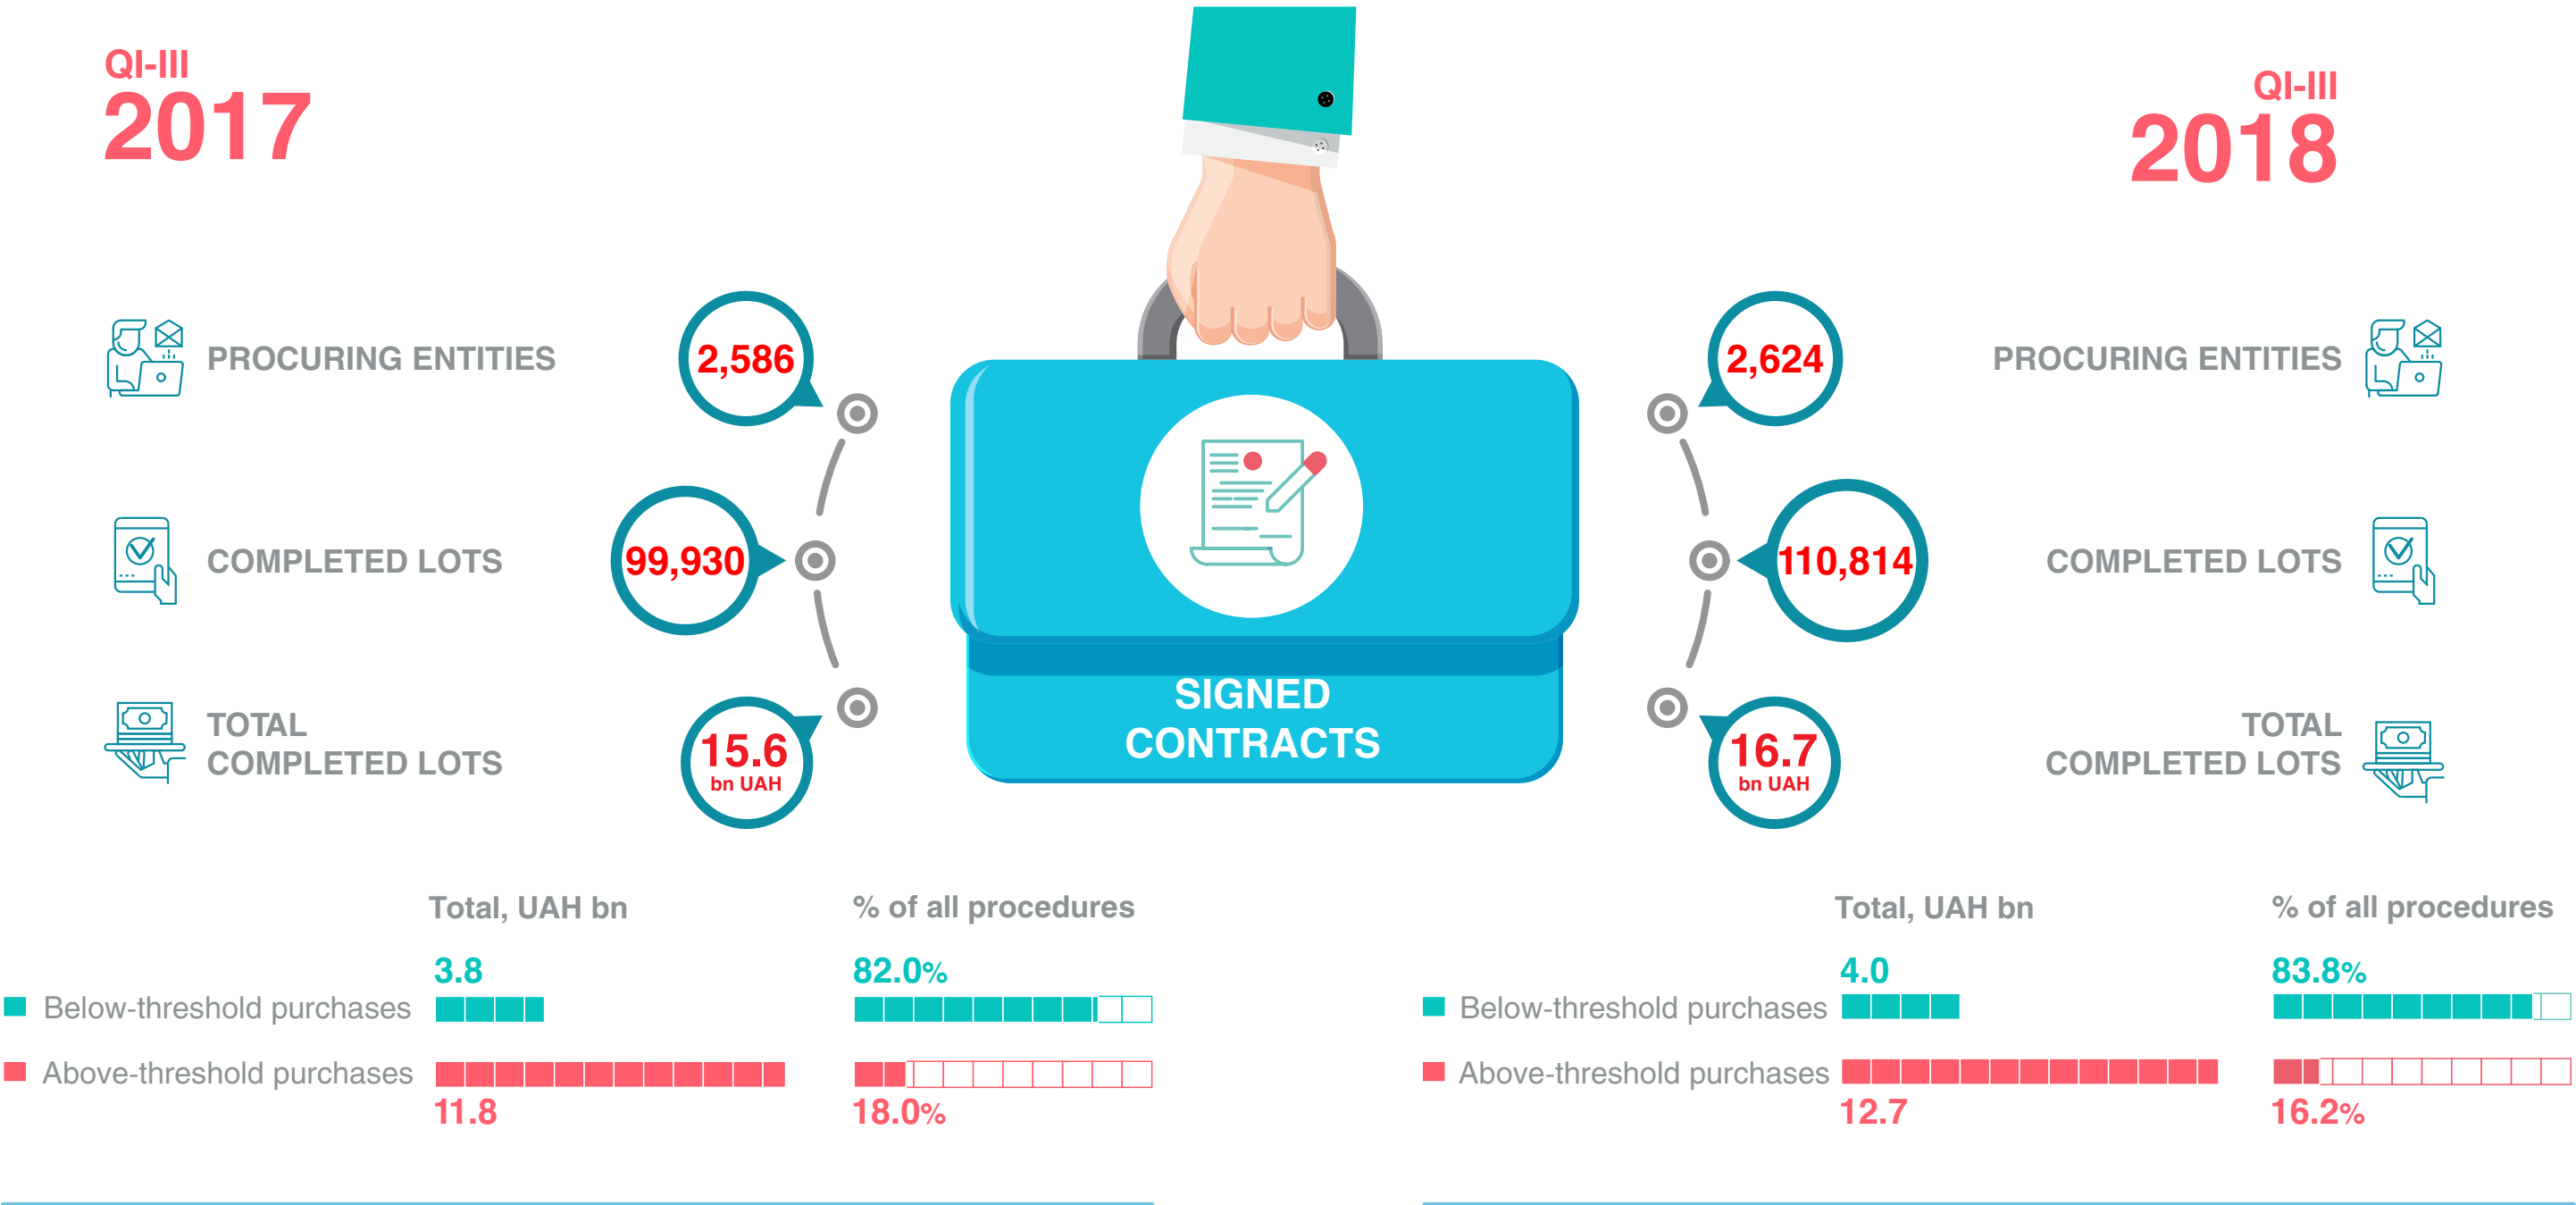 QI-III
2017
QI-III
2018
PROCURING ENTITIES
2,586
2,624
PROCURING ENTITIES
COMPLETED LOTS
99,930
110,814
COMPLETED LOTS
TOTAL
COMPLETED LOTS
15.6
bn UAH
SIGNED
CONTRACTS
16.7
bn UAH
TOTAL
COMPLETED LOTS
Total, UAH bn
% of all procedures
3.8
82.0%
Below-threshold purchases
Above-threshold purchases
11.8
18.0%
Total, UAH bn
% of all procedures
4.0
83.8%
Below-threshold purchases
Above-threshold purchases
12.7
16.2%